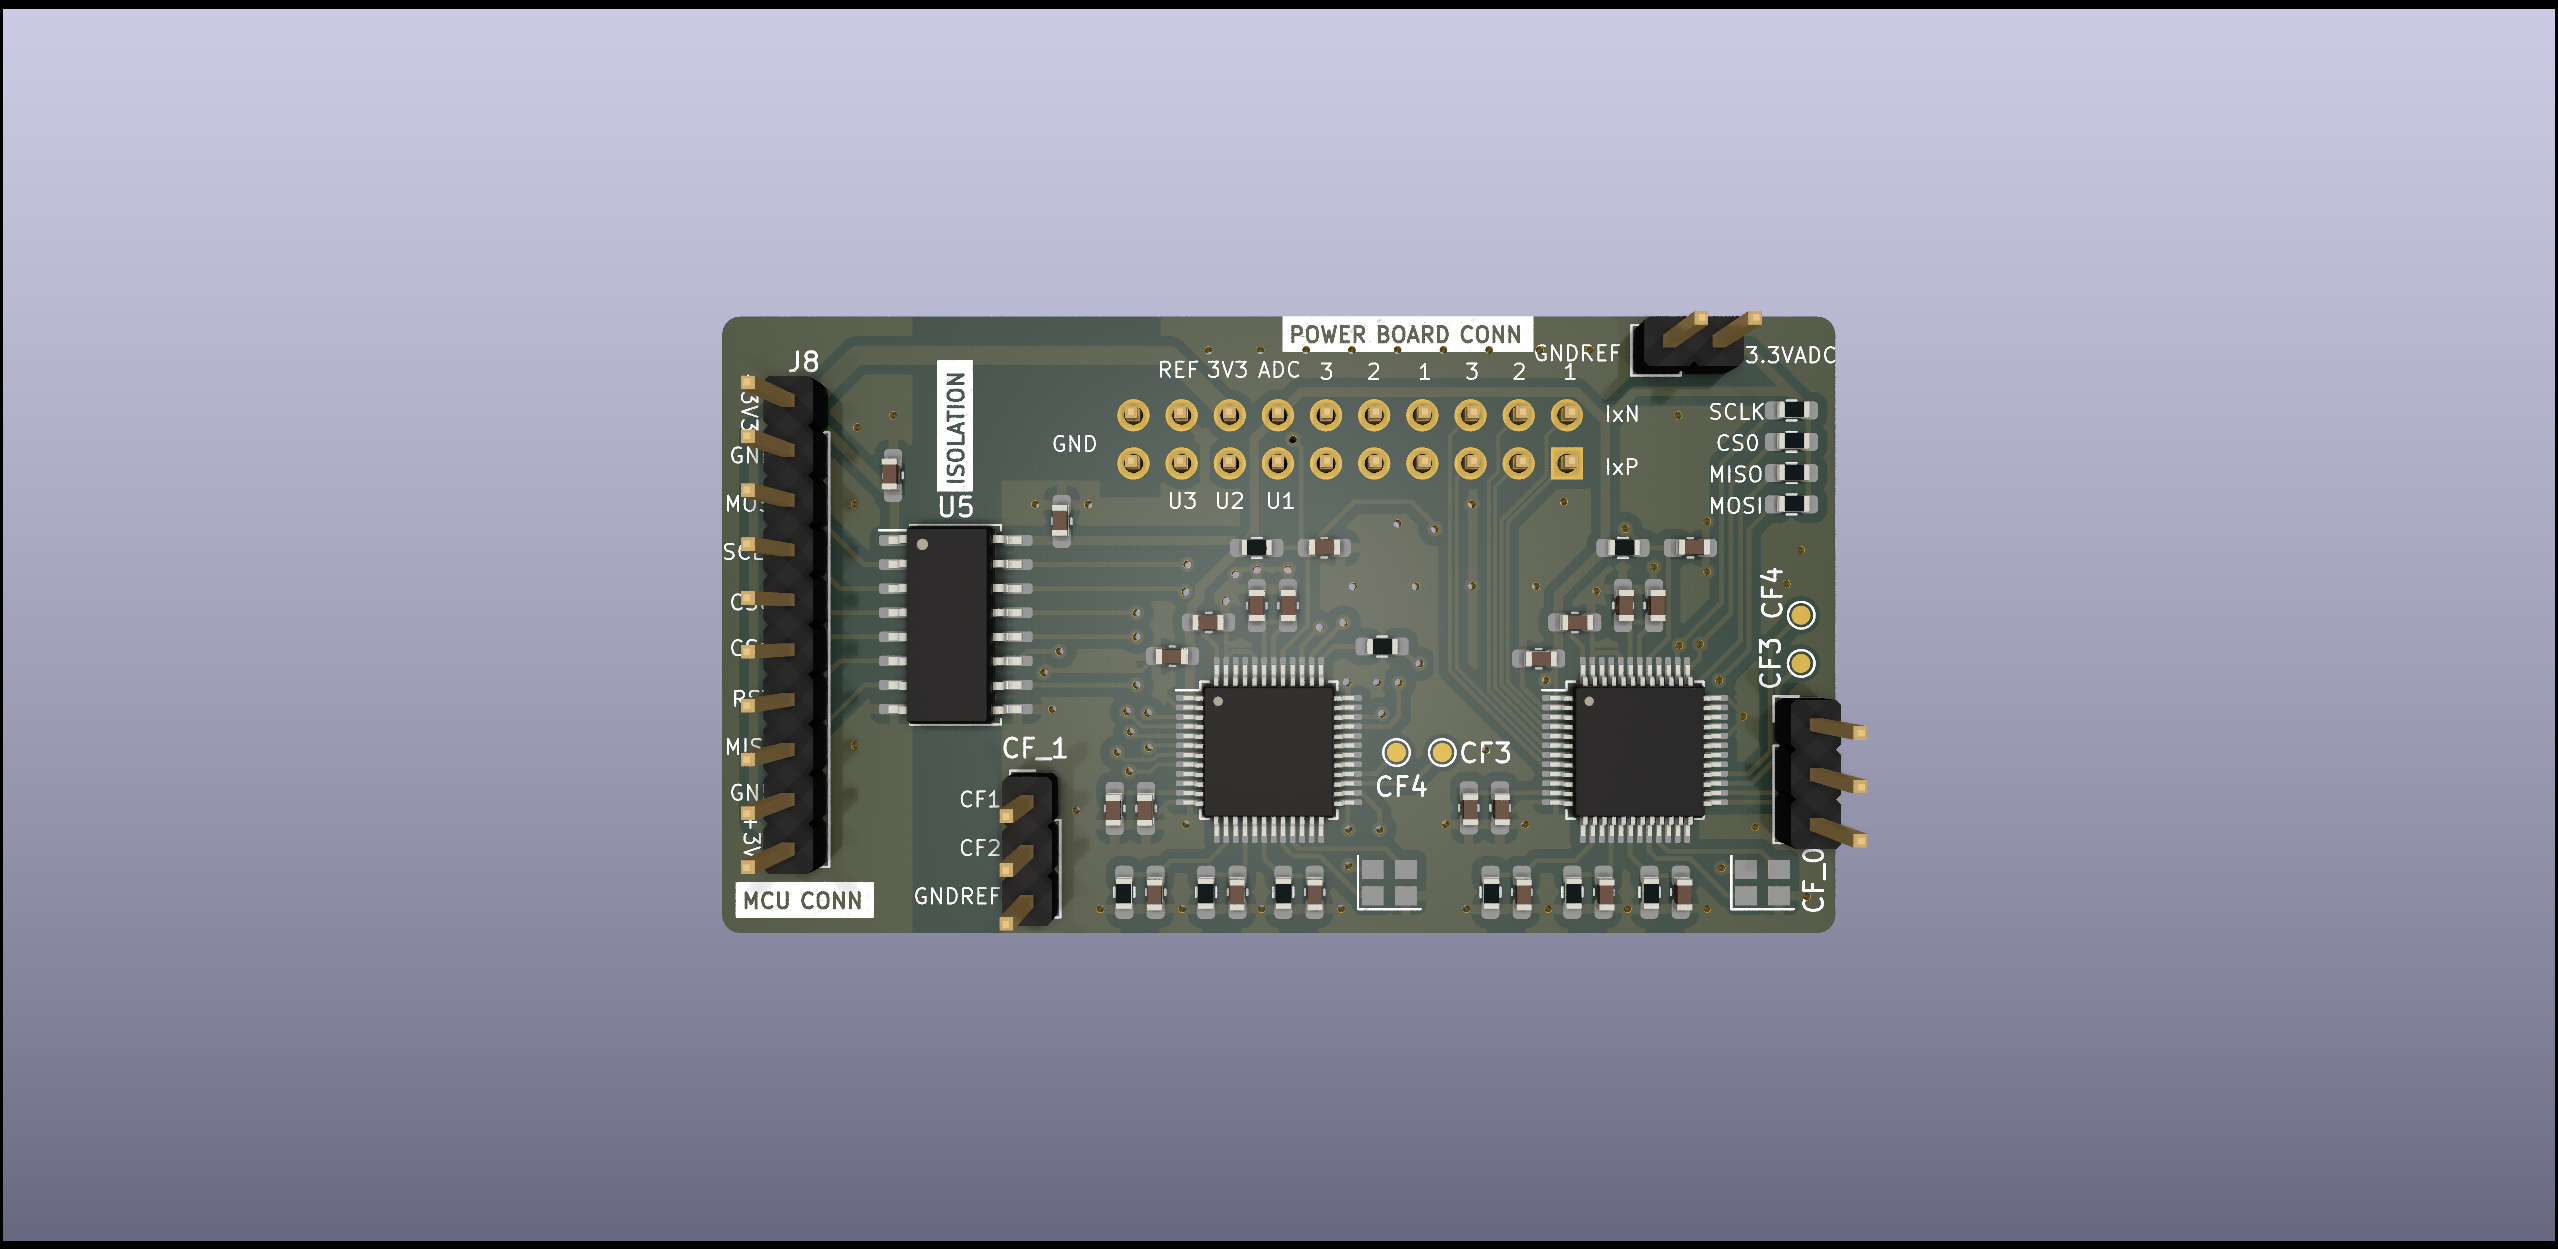 POWER BOARD CONN
J8
REF 3V3 ADC 3 2 1 3 2 1
GNDREF
3.3VADC
ISOLATION
IxN
GND
IxP
U3 U2 U1
SCLK
CS0
MISO
MOSI
U5
CF4
CF3
CF_1
CF1
CF2
GNDREF
CF3
CF4
CF_0
MCU CONN